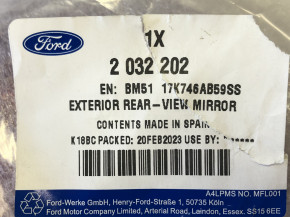 Ford
1X
2 032 202
EN: BM51 17K746AB59SS
EXTERIOR REAR-VIEW MIRROR
CONTENTS MADE IN SPAIN
K18BC PACKED: 20FEB2023 USE BY:
A4LPMS NO. MFL001
Ford-Werke GmbH, Henry-Ford-Straße 1, 50735 Köln
Ford Motor Company Limited, Arterial Road, Laindon, Essex. SS15 6EE